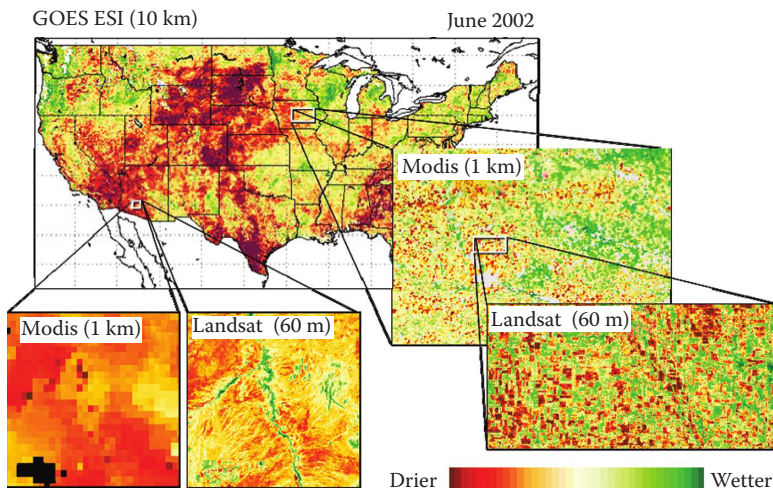 GOES ESI (10 km)
June 2002
Modis (1 km)
Modis (1 km)
Landsat (60 m)
Landsat (60 m)
Drier
Wetter